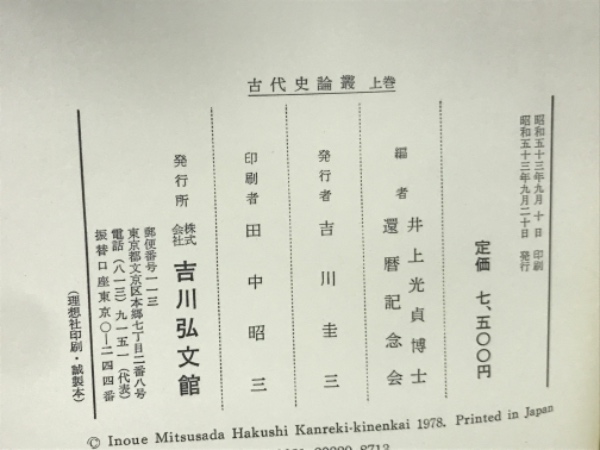 古代史論叢 上巻
昭和五十三年九月 十日 印刷
昭和五十三年九月二十日 発行
定価 七、五〇〇円
編者
井上光貞博士
還暦記念会
発行者 吉川圭三
印刷者 田中昭三
発行所 株式会社 吉川弘文館
郵便番号一一三
東京都文京区本郷七丁目二番八号
電話(八一三)九一五一(代表)
振替口座東京〇―二四四番
(理想社印刷・誠製本)
© Inoue Mitsusada Hakushi Kanreki-kinenkai 1978. Printed in Japan